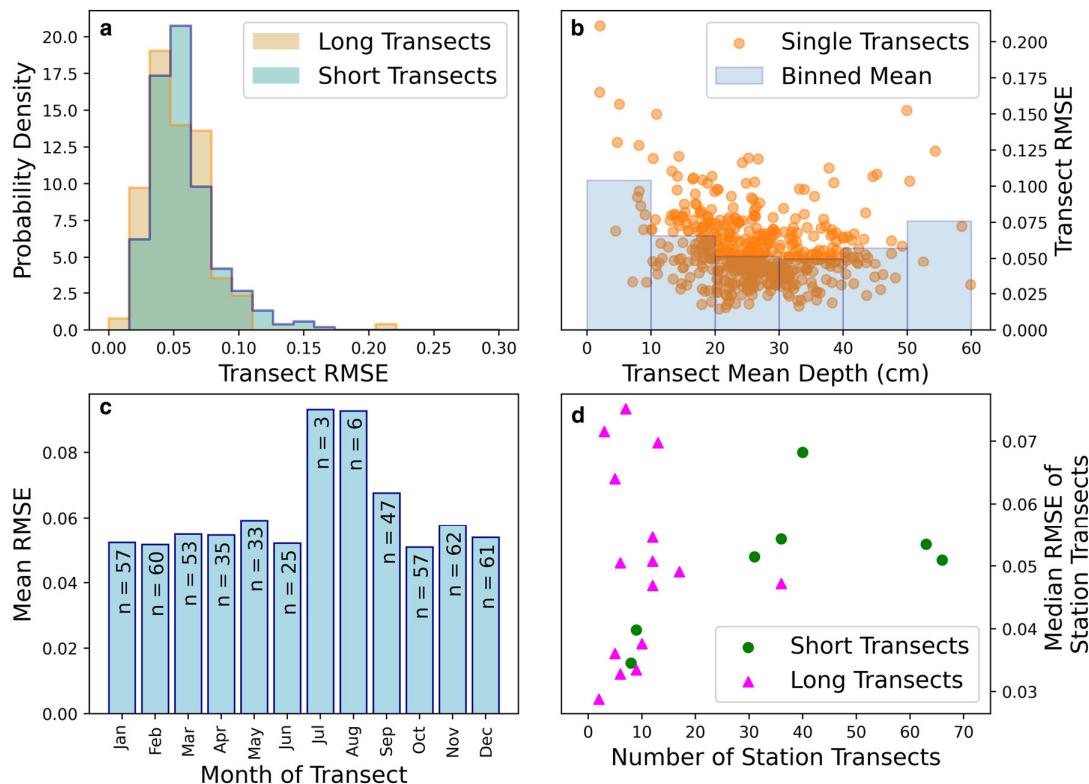 a
Long Transects
Short Transects
Probability Density
20.0
17.5
15.0
12.5
10.0
7.5
5.0
2.5
0.0
0.00 0.05 0.10 0.15 0.20 0.25 0.30
Transect RMSE
b
Single Transects
Binned Mean
0.200
0.175
0.150
0.125
0.100
0.075
0.050
0.025
0.000
Transect RMSE
0 10 20 30 40 50 60
Transect Mean Depth (cm)
c
Mean RMSE
0.08
0.06
0.04
0.02
0.00
n = 57
n = 60
n = 53
n = 35
n = 33
n = 25
n = 3
n = 6
n = 47
n = 57
n = 62
n = 61
Jan Feb Mar Apr May Jun Jul Aug Sep Oct Nov Dec
Month of Transect
d
Short Transects
Long Transects
0.07
0.06
0.05
0.04
0.03
Median RMSE of
Station Transects
0 10 20 30 40 50 60 70
Number of Station Transects